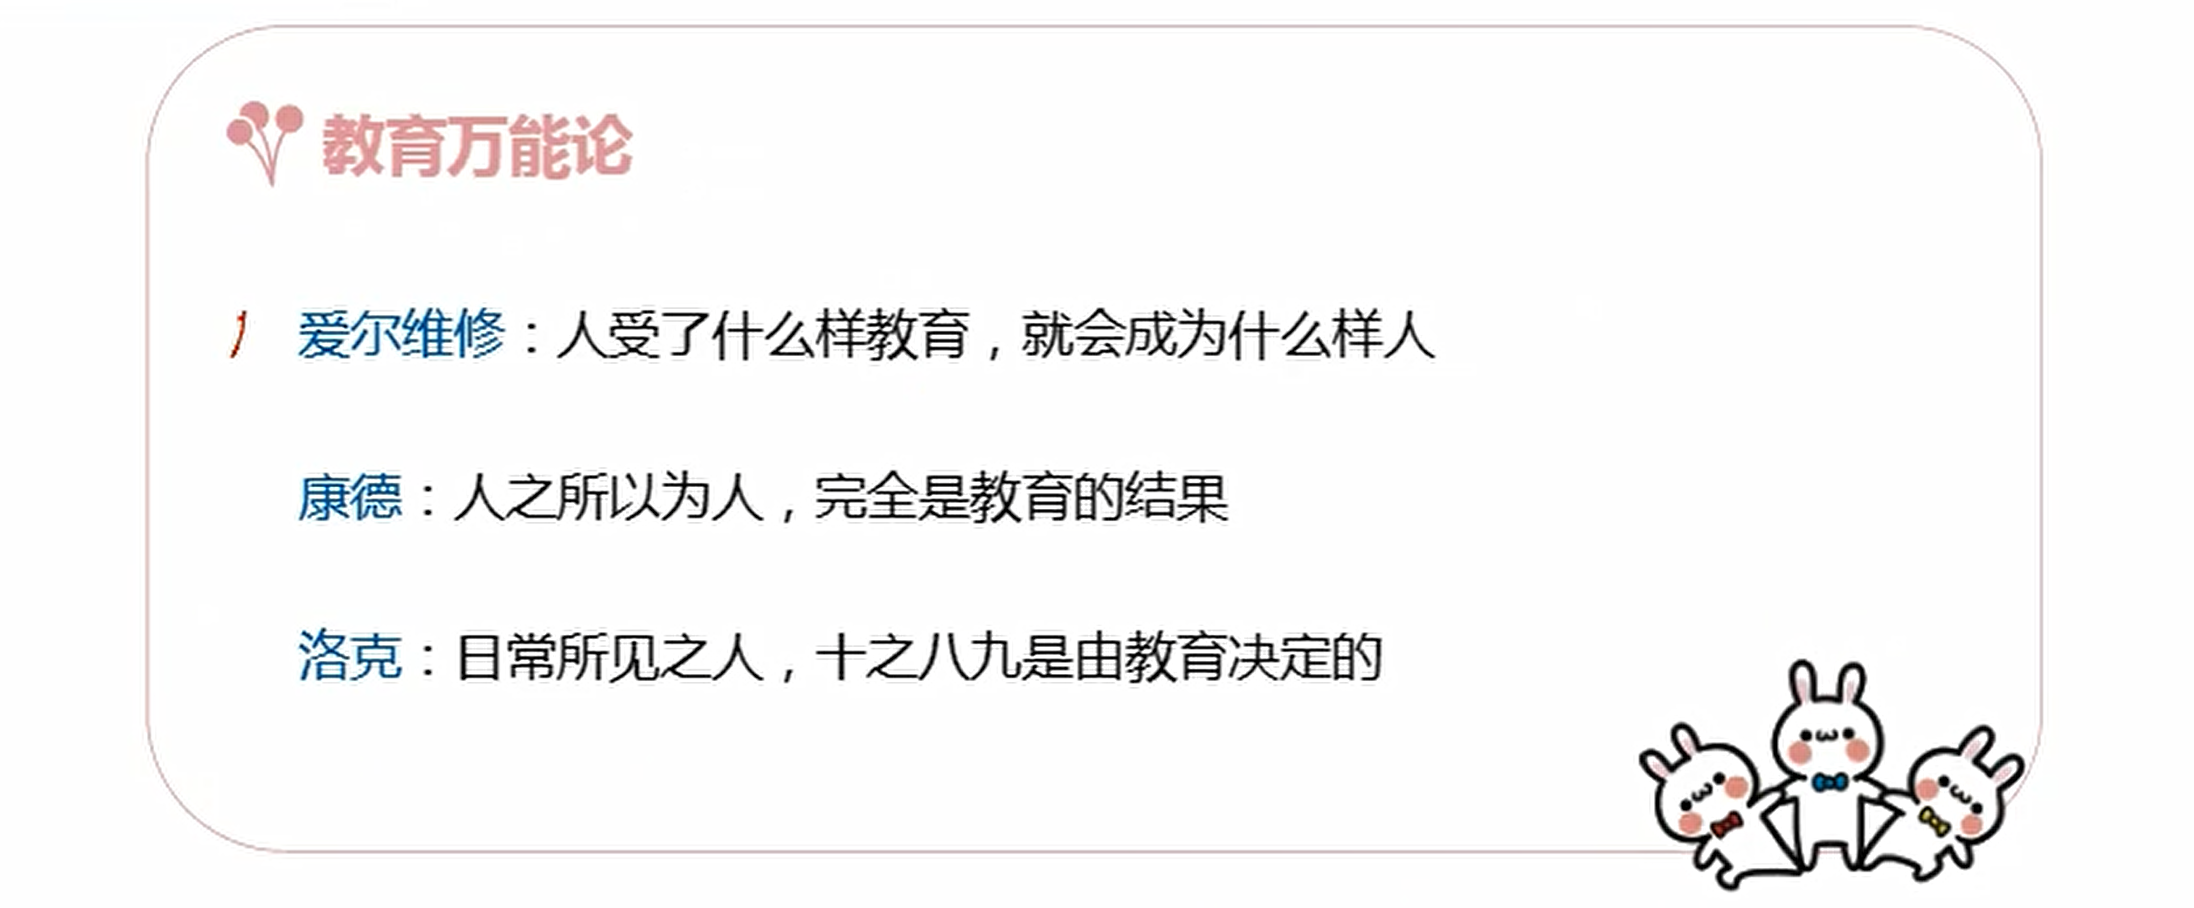 教育万能论
爱尔维修：人受了什么样教育，就会成为什么样人
康德：人之所以为人，完全是教育的结果
洛克：日常所见之人，十之八九是由教育决定的